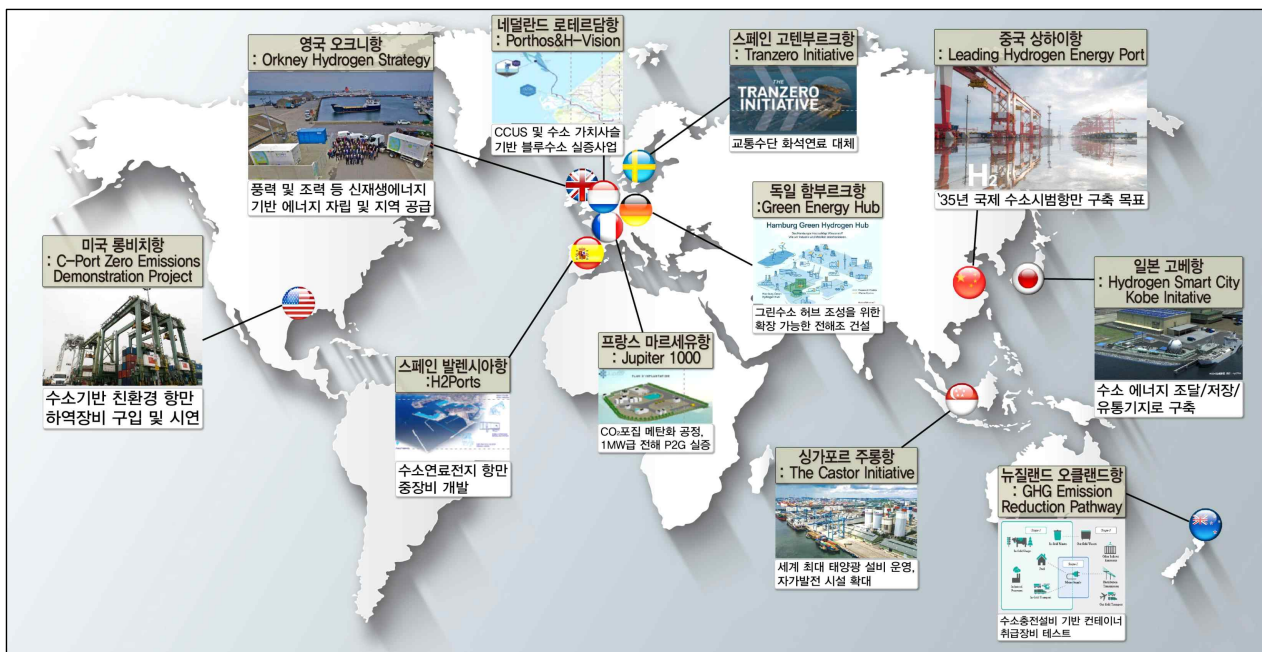 영국 오크니항
: Orkney Hydrogen Strategy
풍력 및 조력 등 신재생에너지
기반 에너지 자립 및 지역 공급
네덜란드 로테르담항
: Porthos&H-Vision
CCUS 및 수소 가치사슬
기반 블루수소 실증사업
스페인 고텐부르크항
: Tranzero Initiative
THE
TRANZERO
INITIATIVE
교통수단 화석연료 대체
중국 상하이항
: Leading Hydrogen Energy Port
H₂
'35년 국제 수소시범항만 구축 목표
미국 롱비치항
: C-Port Zero Emissions
Demonstration Project
수소기반 친환경 항만
하역장비 구입 및 시연
스페인 발렌시아항
:H2Ports
수소연료전지 항만
중장비 개발
프랑스 마르세유항
: Jupiter 1000
CO₂포집 메탄화 공정,
1MW급 전해 P2G 실증
독일 함부르크항
:Green Energy Hub
Hamburg Green Hydrogen Hub
그린수소 허브 조성을 위한
확장 가능한 전해조 건설
일본 고베항
: Hydrogen Smart City
Kobe Initative
수소 에너지 조달/저장/
유통기지로 구축
싱가포르 주롱항
: The Castor Initiative
세계 최대 태양광 설비 운영,
자가발전 시설 확대
뉴질랜드 오클랜드항
: GHG Emission
Reduction Pathway
수소충전설비 기반 컨테이너
취급장비 테스트